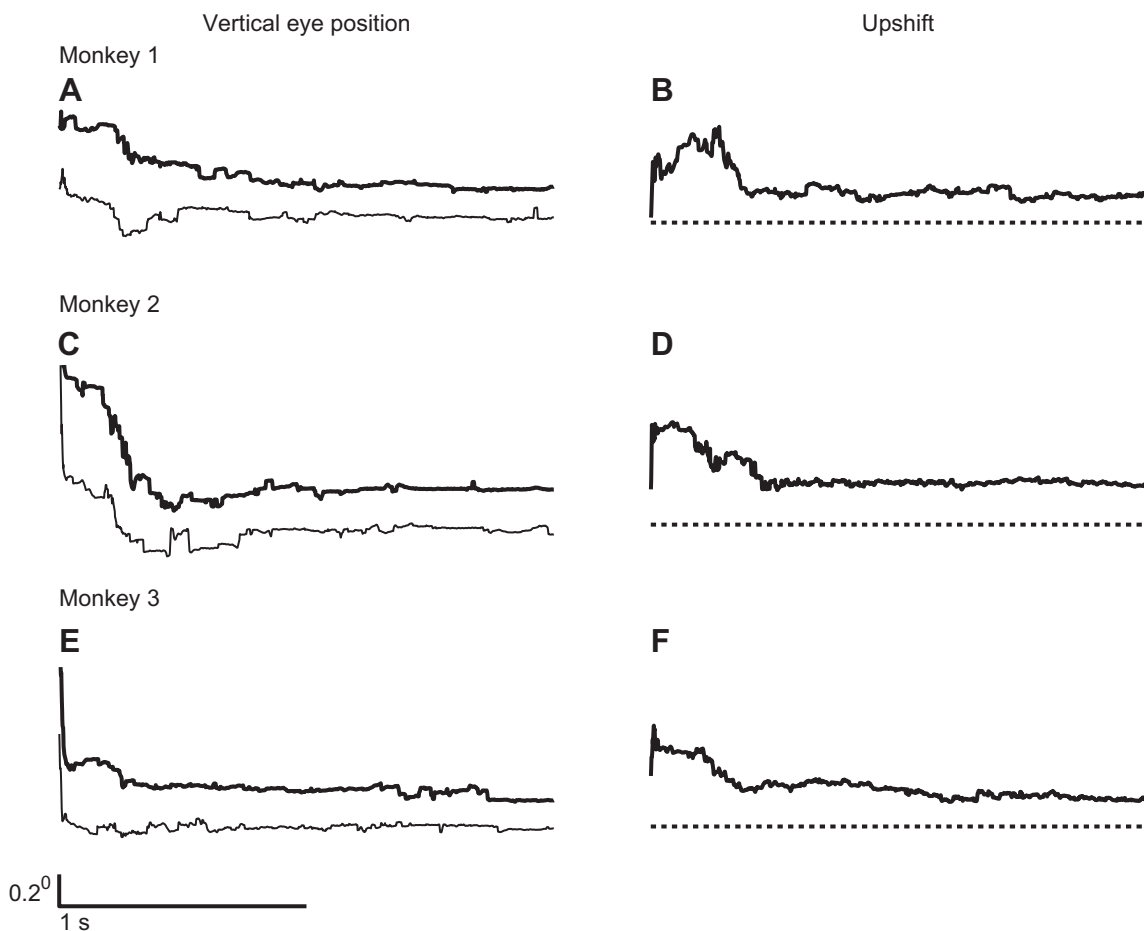 Vertical eye position
Upshift
Monkey 1
A
B
Monkey 2
C
D
Monkey 3
E
F
0.2⁰
1 s